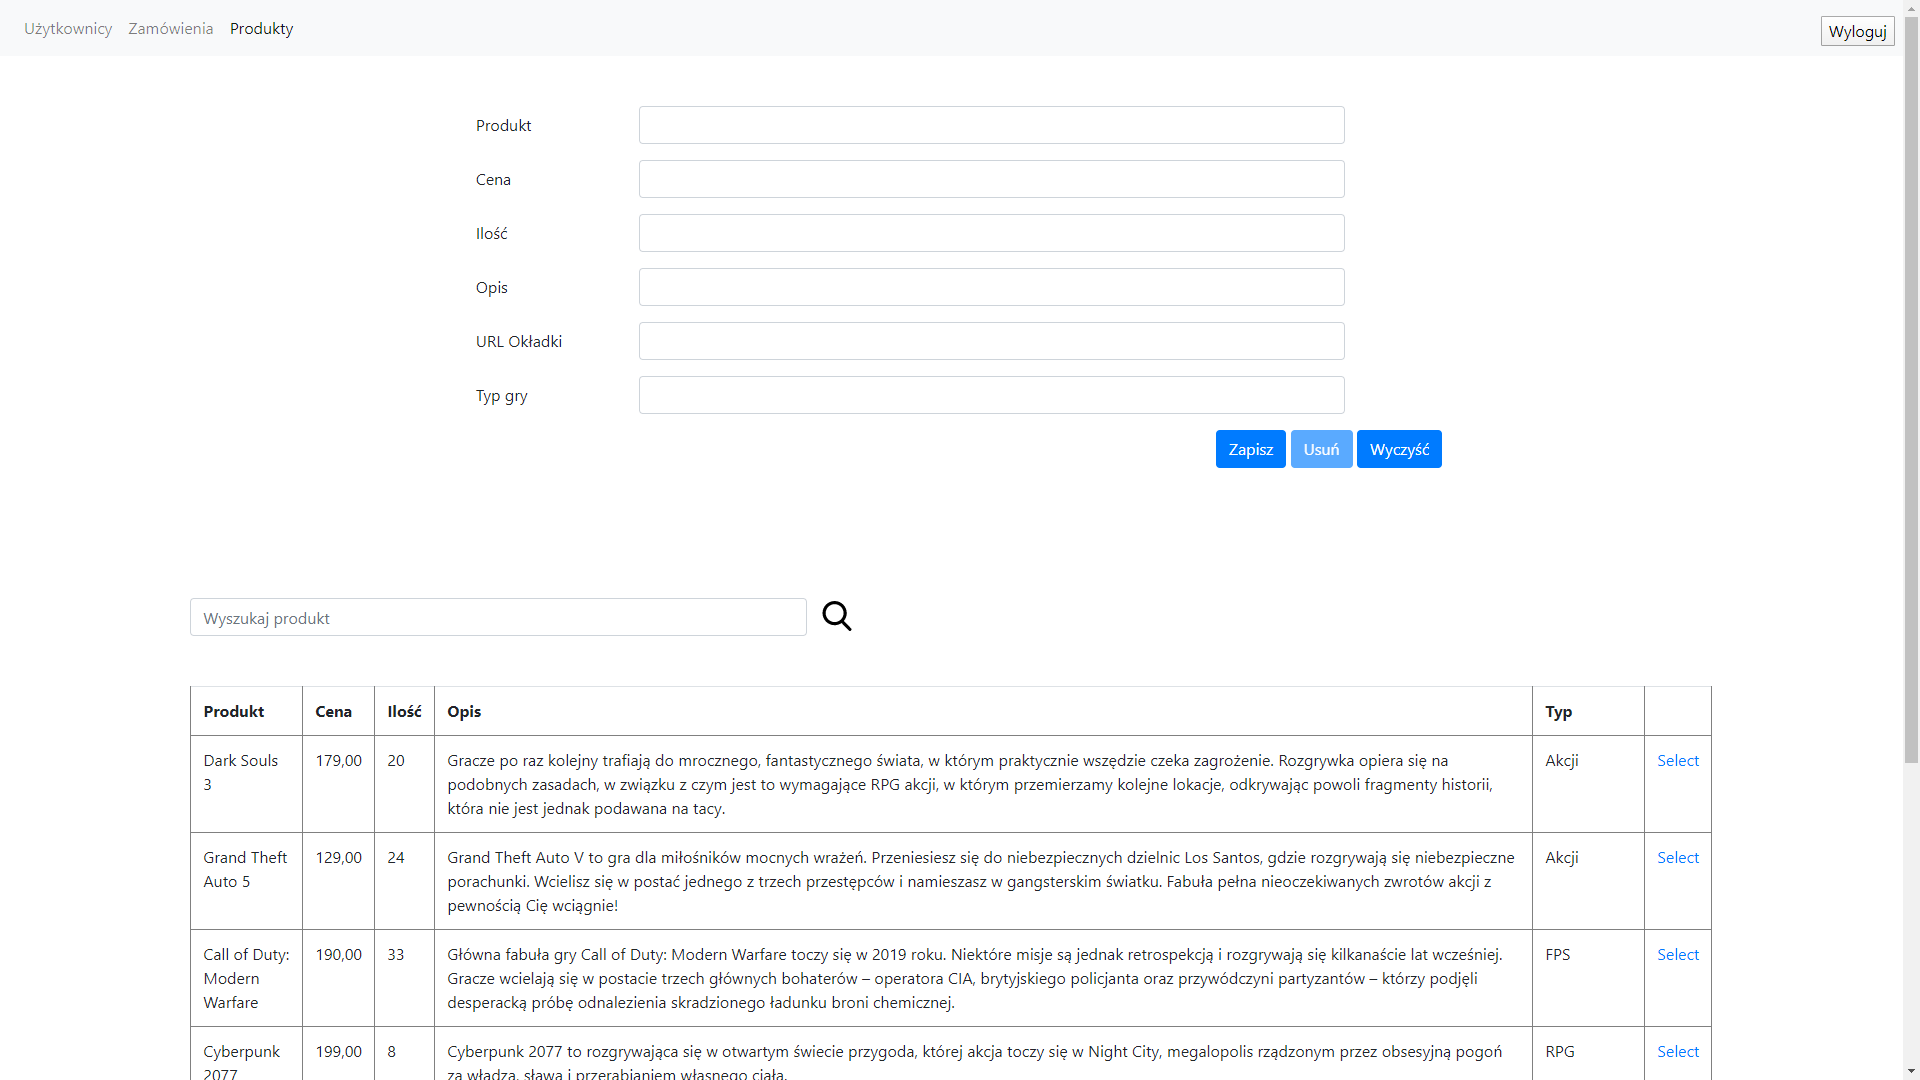 Użytkownicy Zamówienia Produkty Wyloguj
Produkt
Cena
Ilość
Opis
URL Okładki
Typ gry
Zapisz Usuń Wyczyść
Wyszukaj produkt
Produkt Cena Ilość Opis Typ
Dark Souls 179,00 20 Gracze po raz kolejny trafiają do mrocznego, fantastycznego świata, w którym praktycznie wszędzie czeka zagrożenie. Rozgrywka opiera się na Akcji Select
3 podobnych zasadach, w związku z czym jest to wymagające RPG akcji, w którym przemierzamy kolejne lokacje, odkrywając powoli fragmenty historii,
która nie jest jednak podawana na tacy.
Grand Theft 129,00 24 Grand Theft Auto V to gra dla miłośników mocnych wrażeń. Przeniesiesz się do niebezpiecznych dzielnic Los Santos, gdzie rozgrywają się niebezpieczne Akcji Select
Auto 5 porachunki. Wcielisz się w postać jednego z trzech przestępców i namieszasz w gangsterskim światku. Fabuła pełna nieoczekiwanych zwrotów akcji z
pewnością Cię wciągnie!
Call of Duty: 190,00 33 Główna fabuła gry Call of Duty: Modern Warfare toczy się w 2019 roku. Niektóre misje są jednak retrospekcją i rozgrywają się kilkanaście lat wcześniej. FPS Select
Modern Gracze wcielają się w postacie trzech głównych bohaterów – operatora CIA, brytyjskiego policjanta oraz przywódczyni partyzantów – którzy podjęli
Warfare desperacką próbę odnalezienia skradzionego ładunku broni chemicznej.
Cyberpunk 199,00 8 Cyberpunk 2077 to rozgrywająca się w otwartym świecie przygoda, której akcja toczy się w Night City, megalopolis rządzonym przez obsesyjną pogoń RPG Select
2077 za władzą, sławą i przerabianiem własnego ciała.